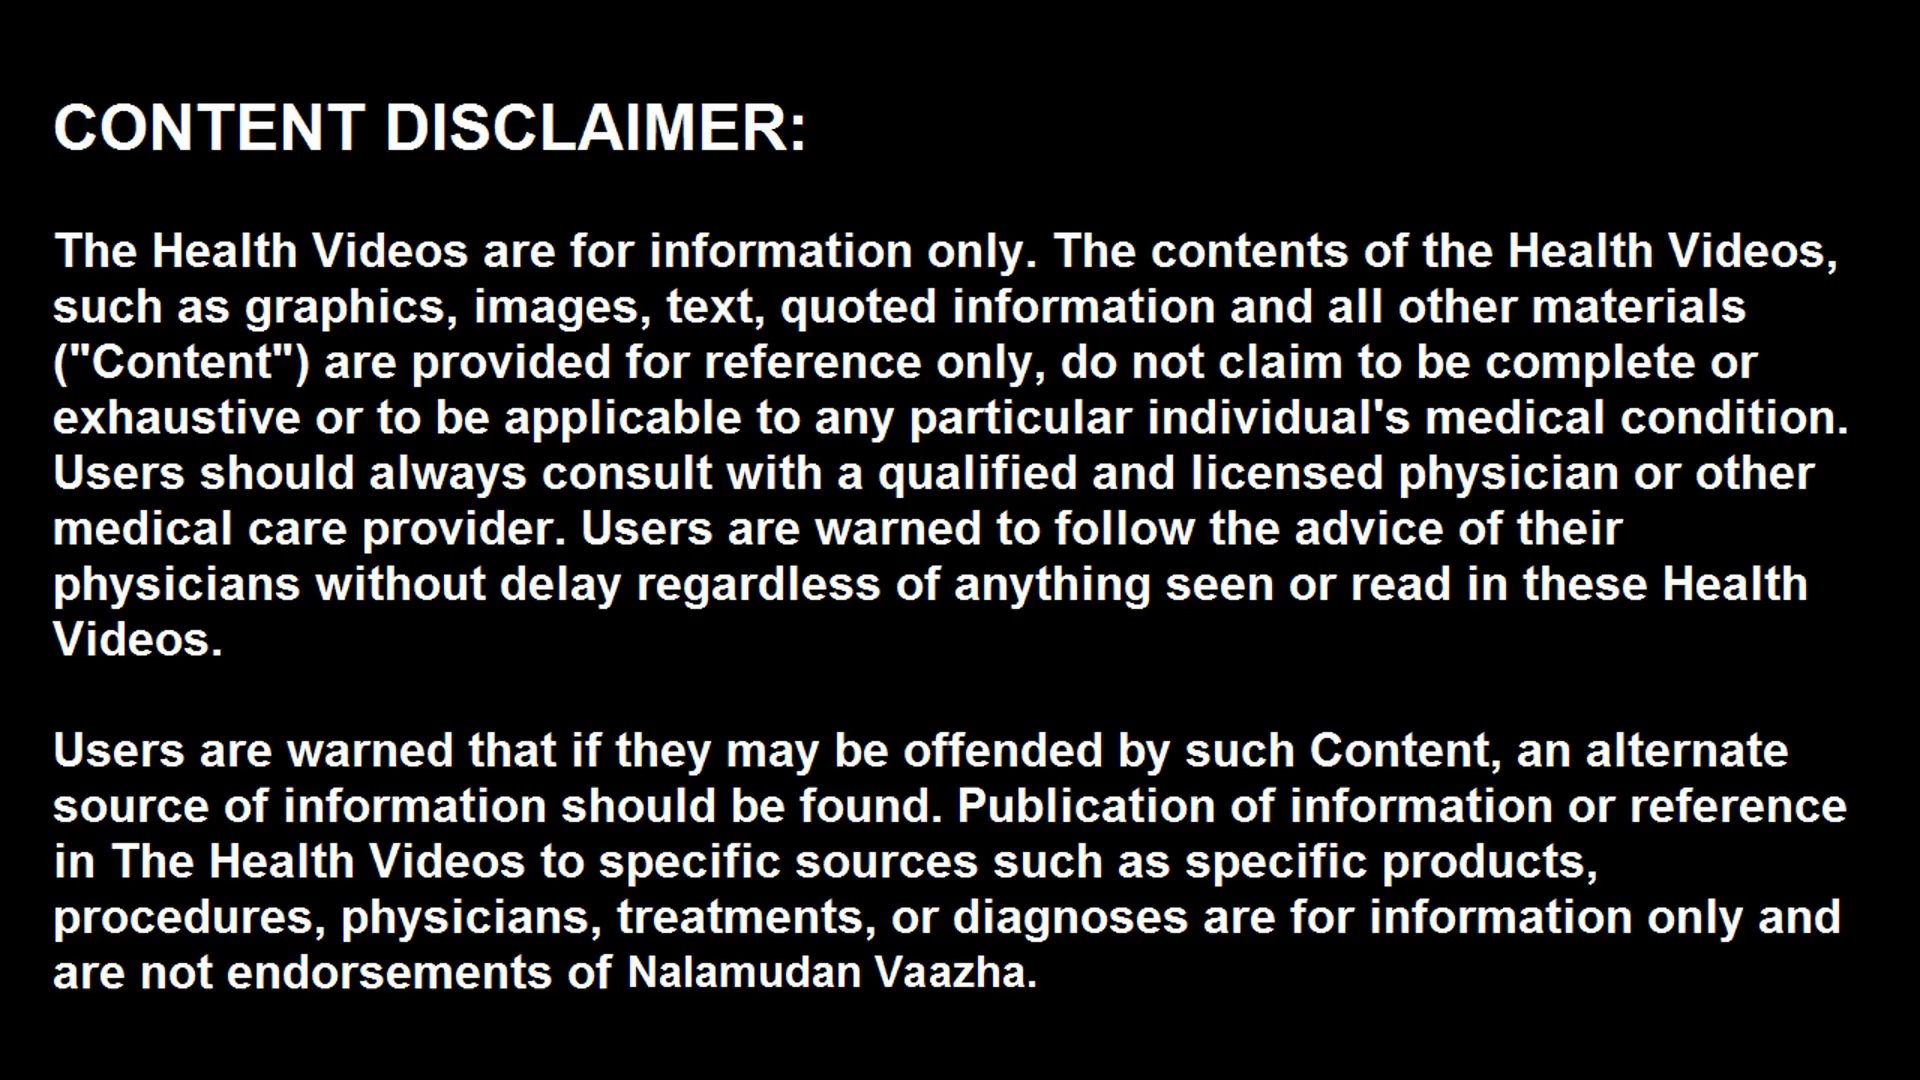 CONTENT DISCLAIMER:
The Health Videos are for information only. The contents of the Health Videos,
such as graphics, images, text, quoted information and all other materials
("Content") are provided for reference only, do not claim to be complete or
exhaustive or to be applicable to any particular individual's medical condition.
Users should always consult with a qualified and licensed physician or other
medical care provider. Users are warned to follow the advice of their
physicians without delay regardless of anything seen or read in these Health
Videos.
Users are warned that if they may be offended by such Content, an alternate
source of information should be found. Publication of information or reference
in The Health Videos to specific sources such as specific products,
procedures, physicians, treatments, or diagnoses are for information only and
are not endorsements of Nalamudan Vaazha.